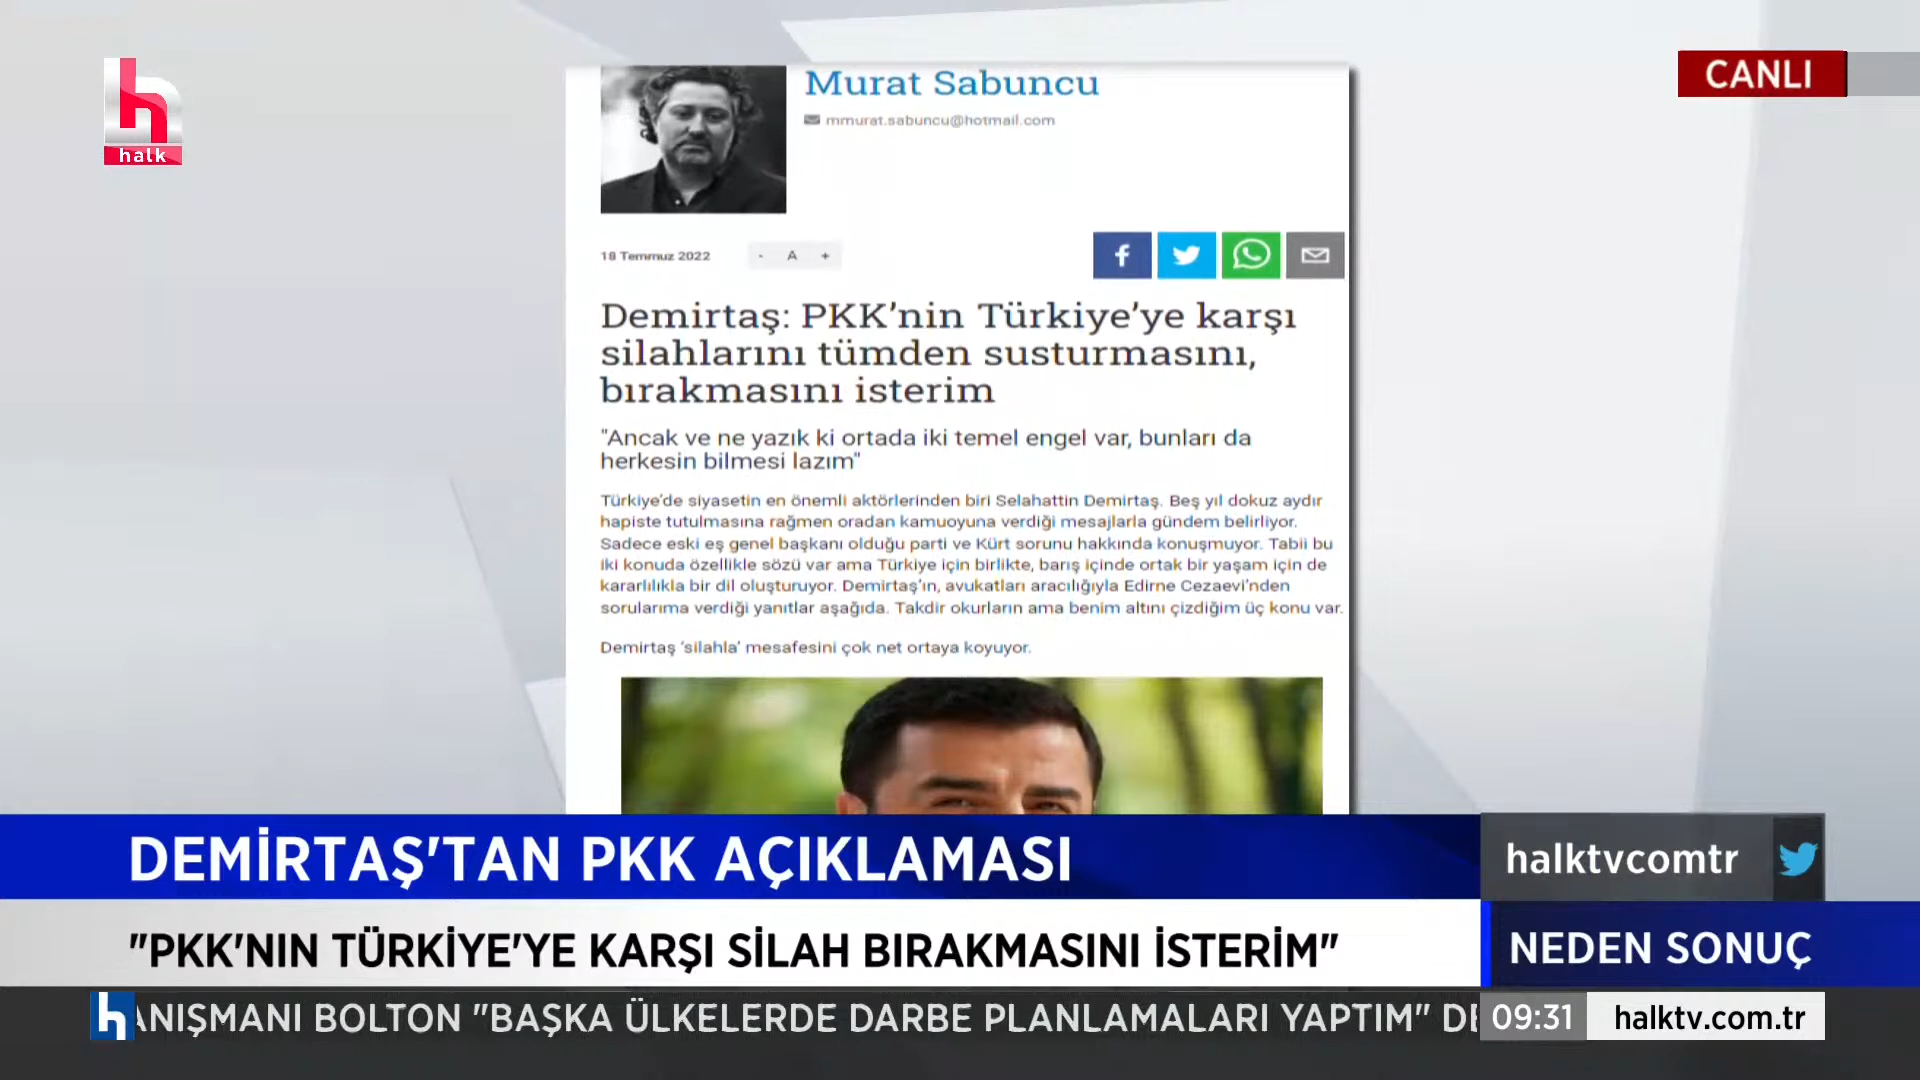 halk
CANLI
Murat Sabuncu
mmurat.sabuncu@hotmail.com
18 Temmuz 2022
- A +
f
Demirtaş: PKK’nin Türkiye’ye karşı
silahlarını tümden susturmasını,
bırakmasını isterim
"Ancak ve ne yazık ki ortada iki temel engel var, bunları da
herkesin bilmesi lazım"
Türkiye’de siyasetin en önemli aktörlerinden biri Selahattin Demirtaş. Beş yıl dokuz aydır
hapiste tutulmasına rağmen oradan kamuoyuna verdiği mesajlarla gündem belirliyor.
Sadece eski eş genel başkanı olduğu parti ve Kürt sorunu hakkında konuşmuyor. Tabii bu
iki konuda özellikle sözü var ama Türkiye için birlikte, barış içinde ortak bir yaşam için de
kararlılıkla bir dil oluşturuyor. Demirtaş’ın, avukatları aracılığıyla Edirne Cezaevi’nden
sorularıma verdiği yanıtlar aşağıda. Takdir okurların ama benim altını çizdiğim üç konu var.
Demirtaş ‘silahla’ mesafesini çok net ortaya koyuyor.
DEMİRTAŞ'TAN PKK AÇIKLAMASI
halktvcomtr
"PKK'NIN TÜRKİYE'YE KARŞI SİLAH BIRAKMASINI İSTERİM"
NEDEN SONUÇ
ANIŞMANI BOLTON "BAŞKA ÜLKELERDE DARBE PLANLAMALARI YAPTIM" DE
09:31
halktv.com.tr